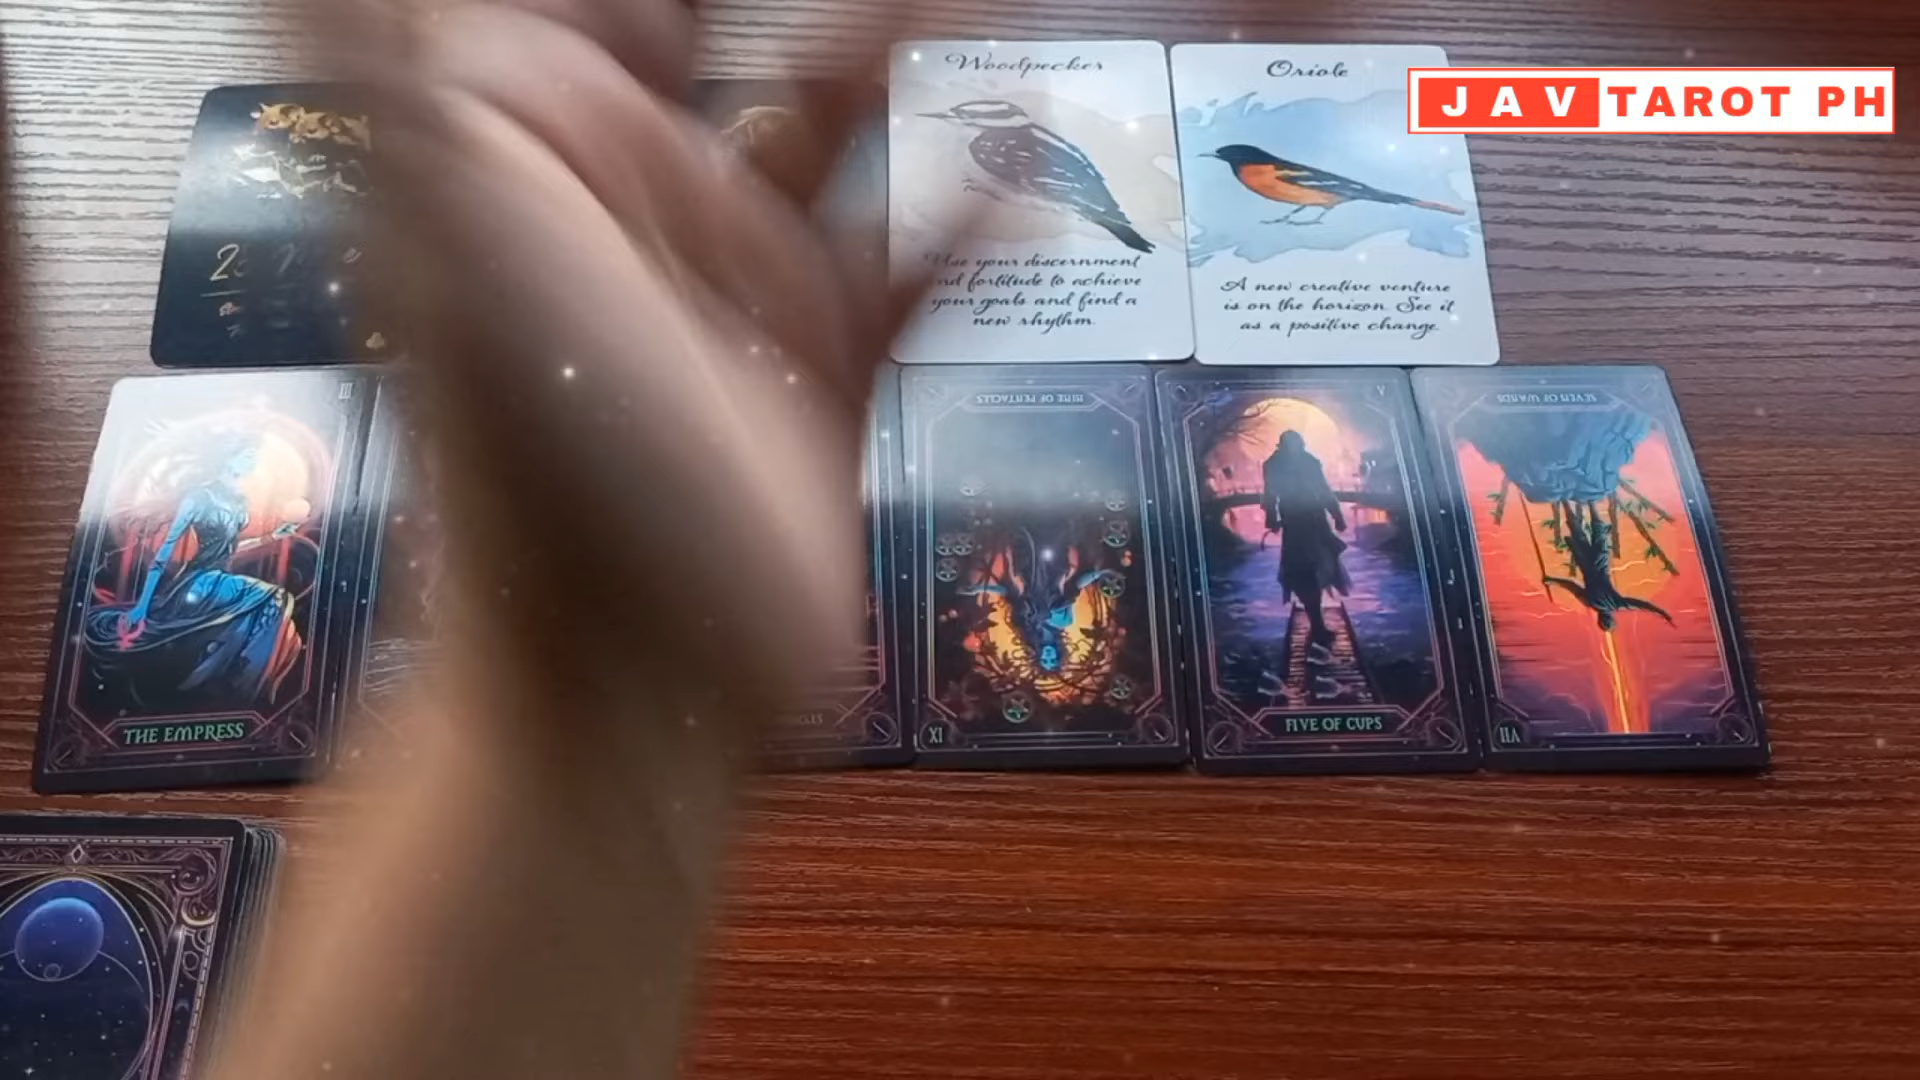 Woodpecker
Oriole
JAV TAROT PH
Use your discernment
and fortitude to achieve
your goals and find a
new rhythm.
A new creative venture
is on the horizon. See it
as a positive change.
III
NINE OF PENTACLES
V
SEVEN OF WANDS
THE EMPRESS
IX
FIVE OF CUPS
VII